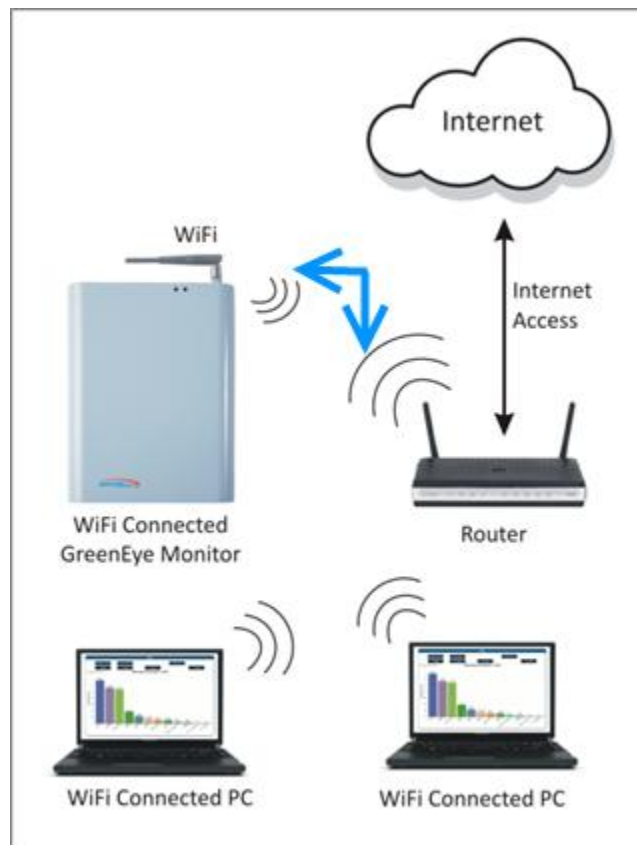 Internet
WiFi
Internet
Access
WiFi Connected
GreenEye Monitor
Router
WiFi Connected PC
WiFi Connected PC